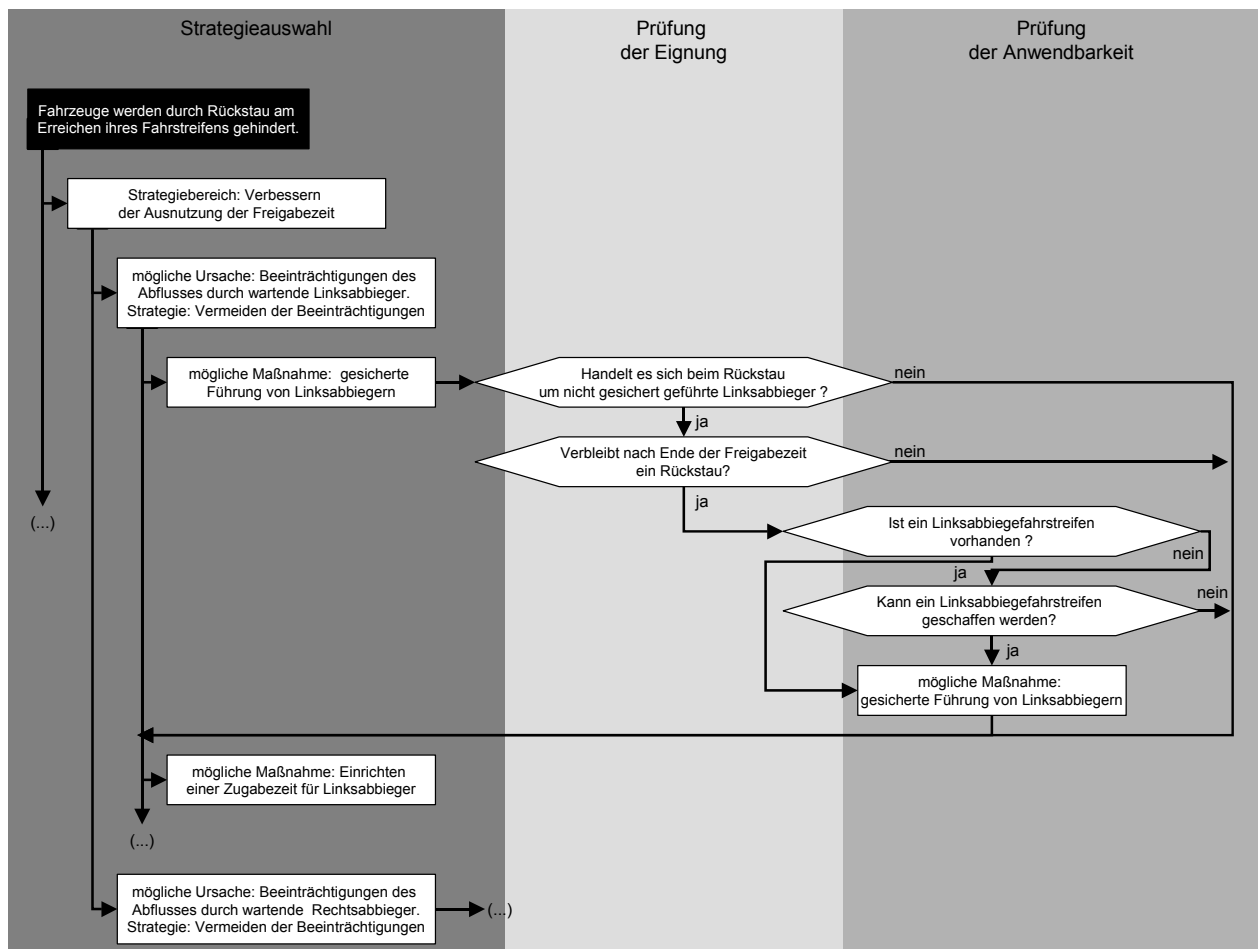 Strategieauswahl
Prüfung
der Eignung
Prüfung
der Anwendbarkeit
Fahrzeuge werden durch Rückstau am
Erreichen ihres Fahrstreifens gehindert.
Strategiebereich: Verbessern
der Ausnutzung der Freigabezeit
mögliche Ursache: Beeinträchtigungen des
Abflusses durch wartende Linksabbieger.
Strategie: Vermeiden der Beeinträchtigungen
mögliche Maßnahme: gesicherte
Führung von Linksabbiegern
Handelt es sich beim Rückstau
um nicht gesichert geführte Linksabbieger ?
nein
ja
Verbleibt nach Ende der Freigabezeit
ein Rückstau?
nein
ja
(...)
Ist ein Linksabbiegefahrstreifen
vorhanden ?
nein
ja
Kann ein Linksabbiegefahrstreifen
geschaffen werden?
nein
ja
mögliche Maßnahme:
gesicherte Führung von Linksabbiegern
mögliche Maßnahme: Einrichten
einer Zugabezeit für Linksabbieger
(...)
mögliche Ursache: Beeinträchtigungen des
Abflusses durch wartende Rechtsabbieger.
Strategie: Vermeiden der Beeinträchtigungen
(...)